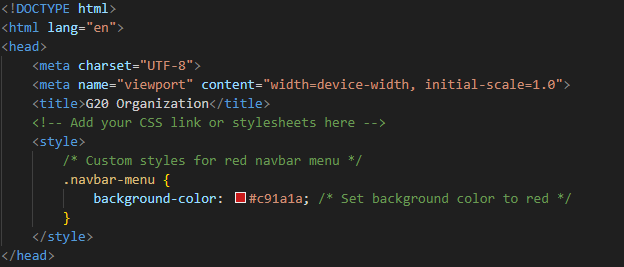 <!DOCTYPE html>
<html lang="en">
<head>
    <meta charset="UTF-8">
    <meta name="viewport" content="width=device-width, initial-scale=1.0">
    <title>G20 Organization</title>
    <!-- Add your CSS link or stylesheets here -->
    <style>
        /* Custom styles for red navbar menu */
        .navbar-menu {
            background-color: #c91a1a; /* Set background color to red */
        }
    </style>
</head>